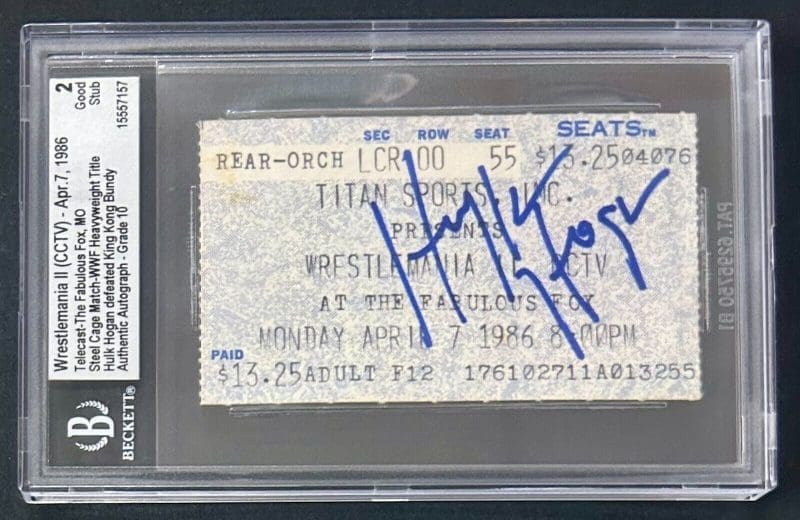 2
Good
Stub
15557157
Wrestlemania II (CCTV) - Apr.7, 1986
Telecast-The Fabulous Fox, MO
Steel Cage Match-WWF Heavyweight Title
Hulk Hogan defeated King Kong Bundy
Authentic Autograph - Grade 10
BECKETT®
SEC ROW SEAT SEATS TM
REAR-ORCH LCR 00 55 $13.25 04076
TITAN SPORTS, INC.
PRESENTS
WRESTLEMANIA II CCTV
AT THE FABULOUS FOX
MONDAY APRIL 7 1986 8:00PM
PAID
$13.25 ADULT F12 176102711A013255
Hulk Hogan